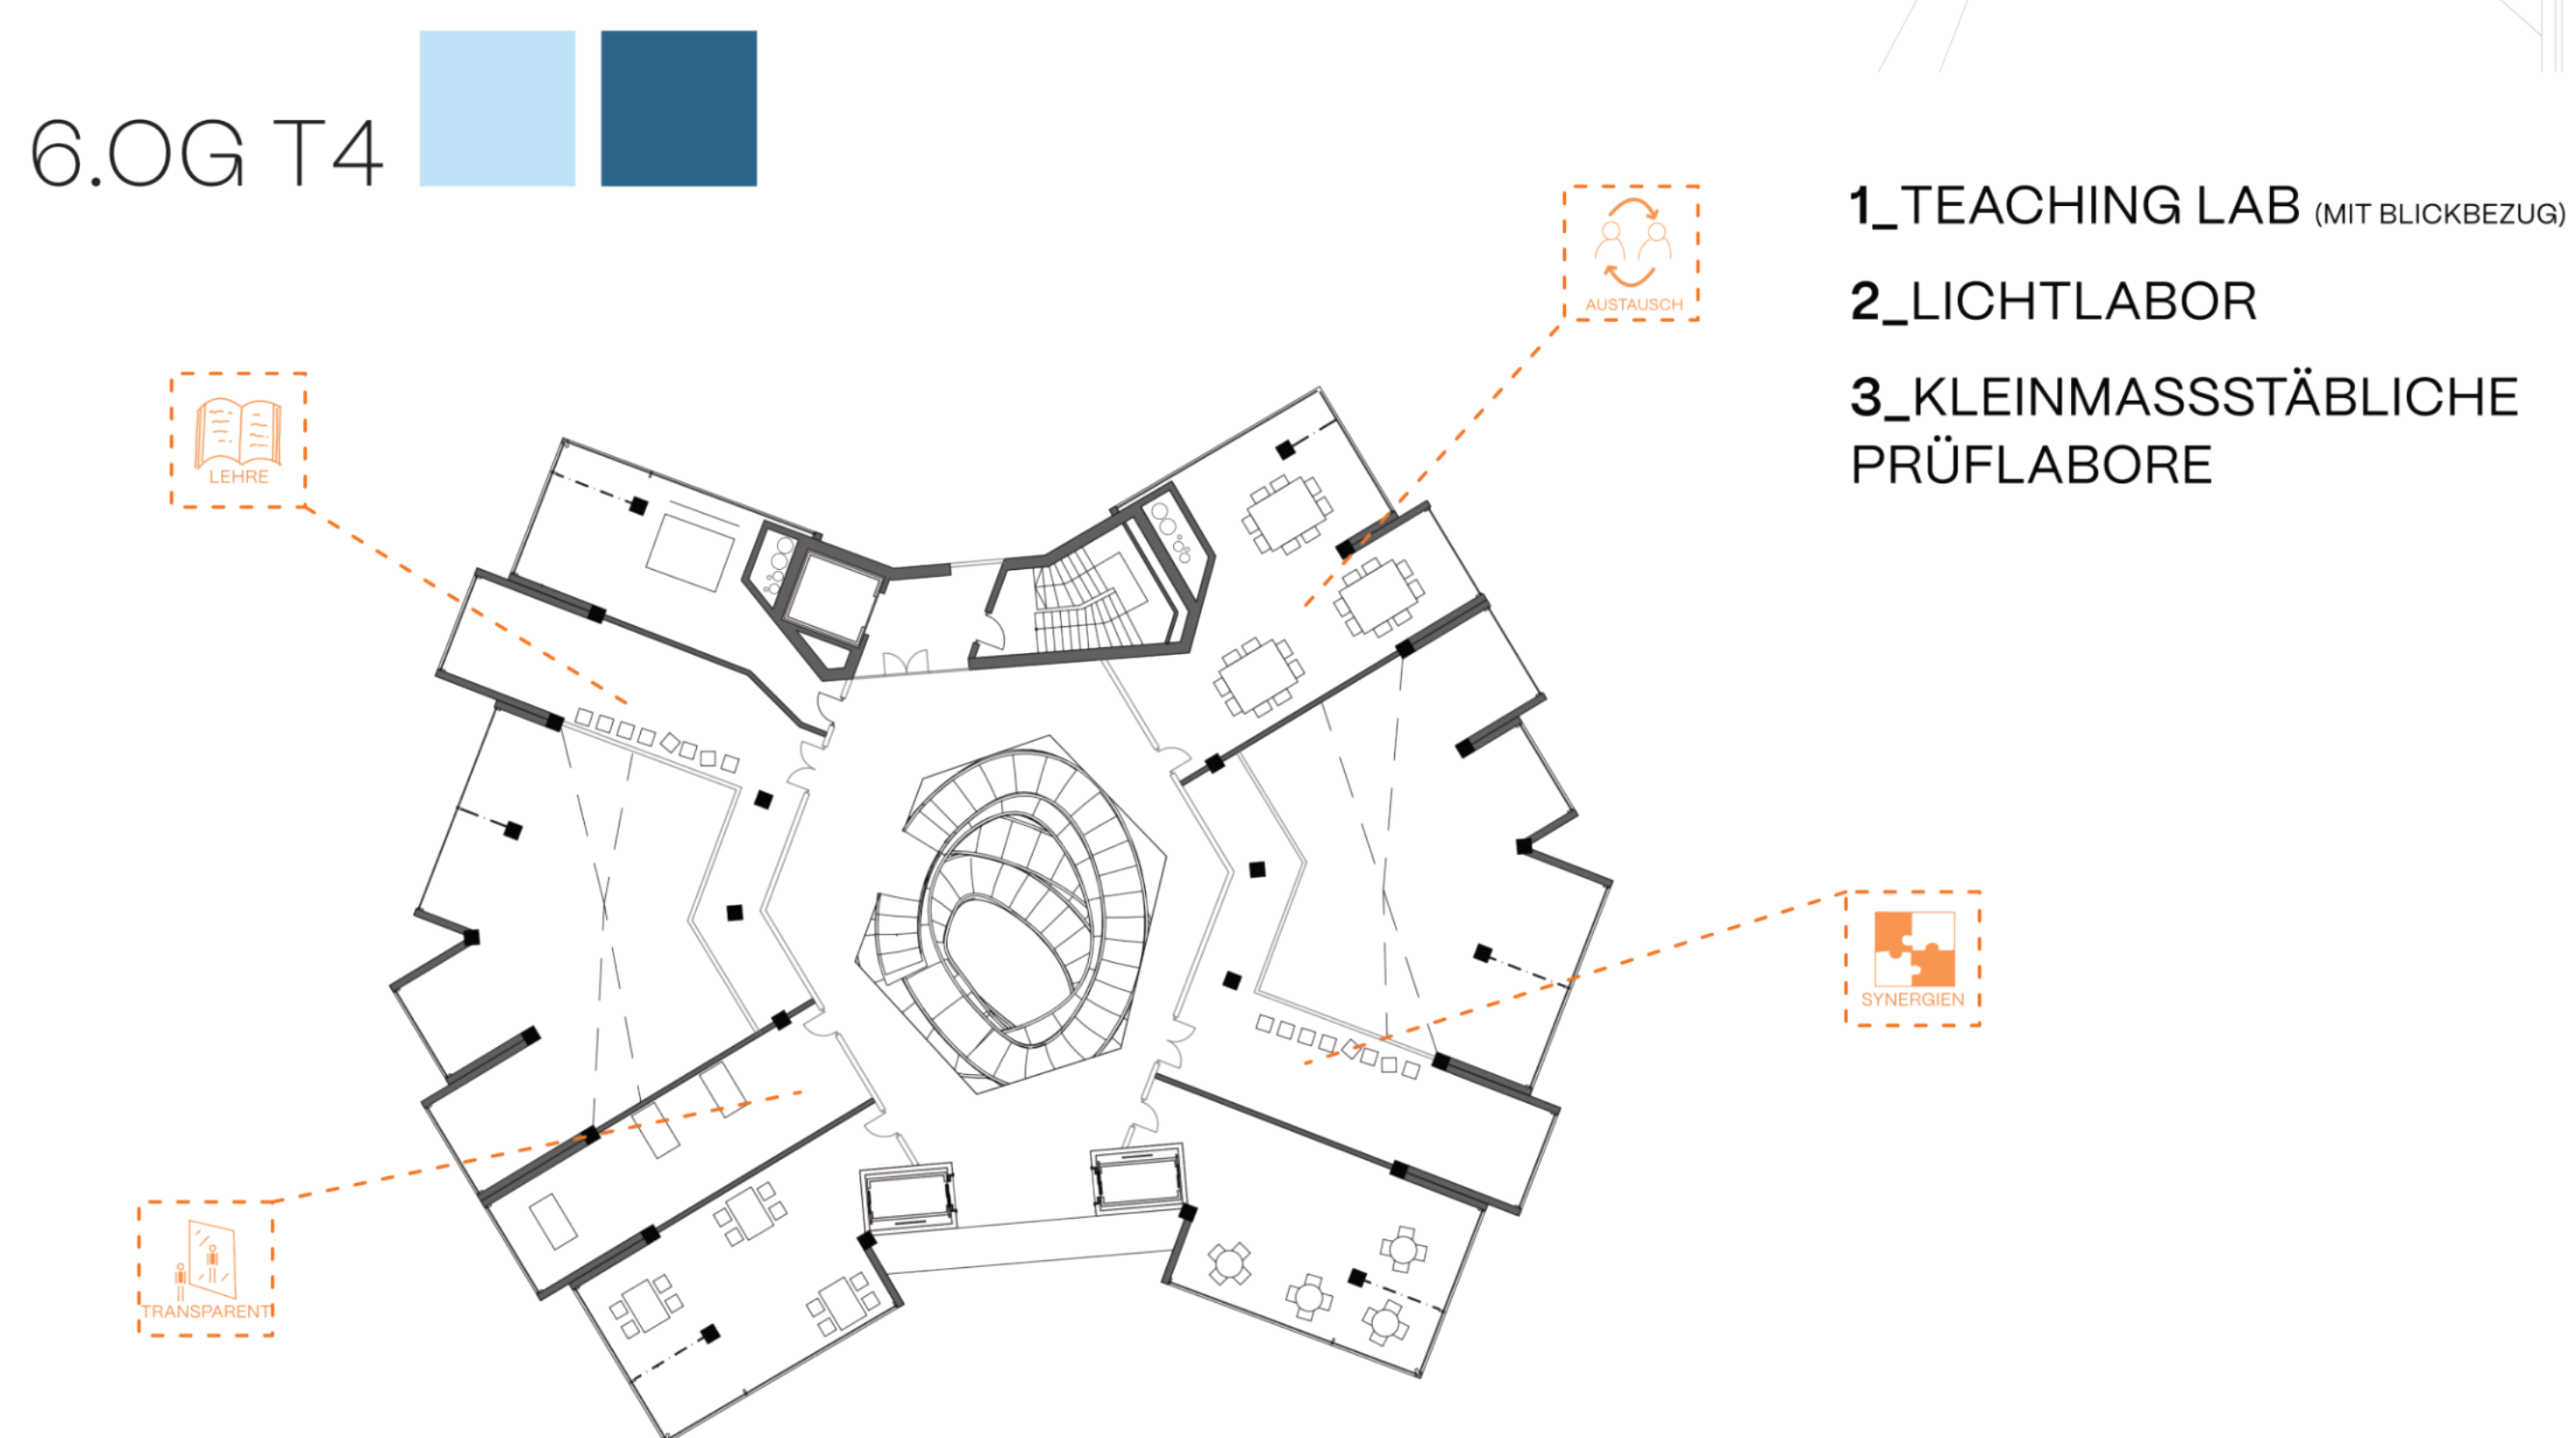 6.OG T4
1_TEACHING LAB (MIT BLICKBEZUG)
2_LICHTLABOR
3_KLEINMASSSTÄBLICHE
PRÜFLABORE
AUSTAUSCH
LEHRE
SYNERGIEN
TRANSPARENT